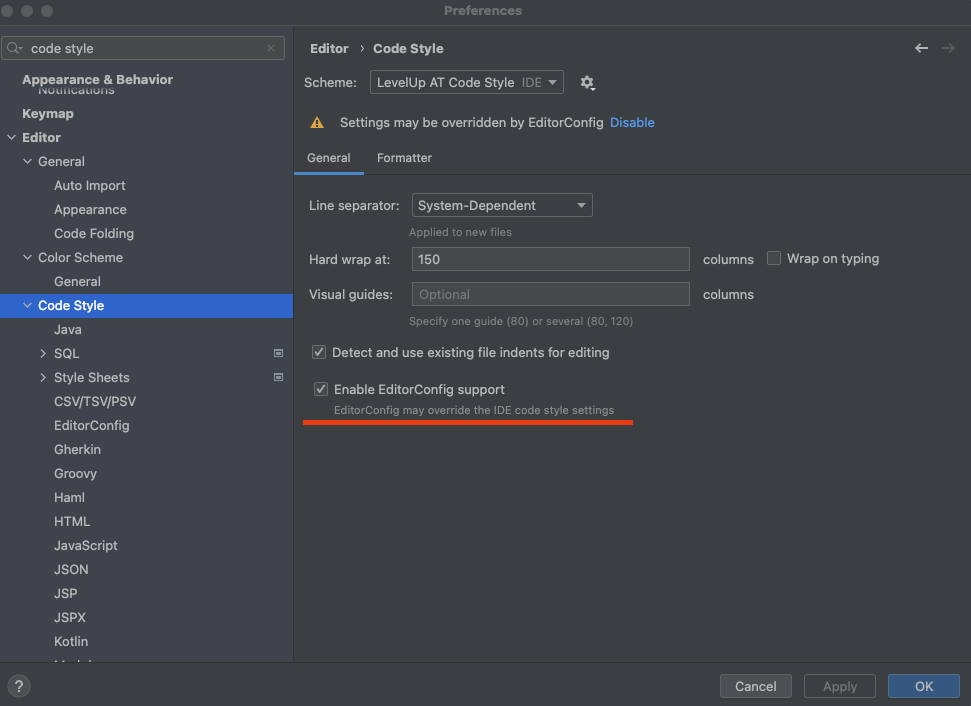 Preferences
code style
Appearance & Behavior
Notifications
Keymap
Editor
General
Auto Import
Appearance
Code Folding
Color Scheme
General
Code Style
Java
SQL
Style Sheets
CSV/TSV/PSV
EditorConfig
Gherkin
Groovy
Haml
HTML
JavaScript
JSON
JSP
JSPX
Kotlin
Editor › Code Style
Scheme: LevelUp AT Code Style IDE
Settings may be overridden by EditorConfig Disable
General Formatter
Line separator: System-Dependent
Applied to new files
Hard wrap at: 150 columns Wrap on typing
Visual guides: Optional columns
Specify one guide (80) or several (80, 120)
Detect and use existing file indents for editing
Enable EditorConfig support
EditorConfig may override the IDE code style settings
? Cancel Apply OK